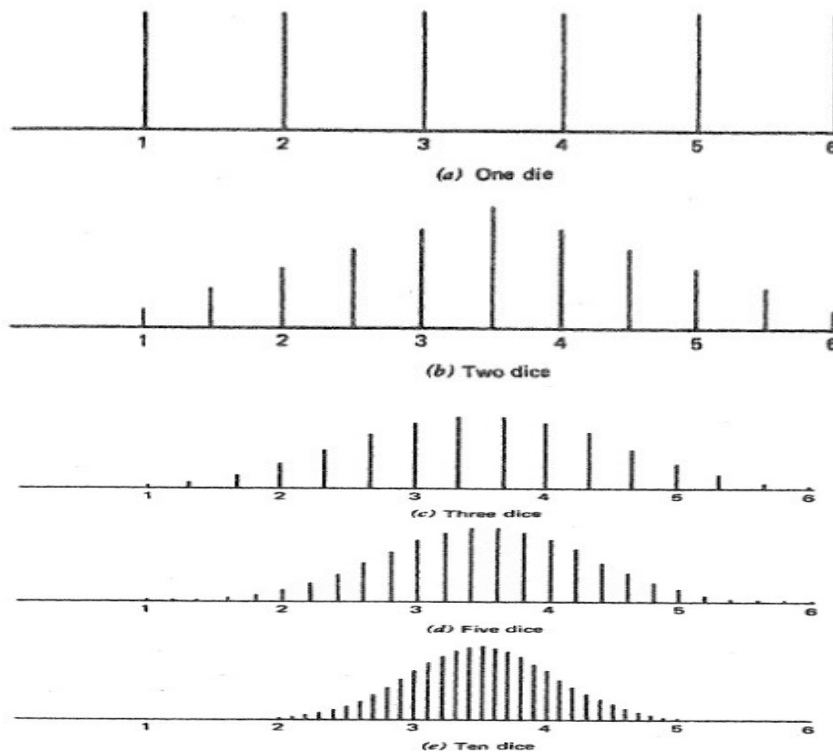 1 2 3 4 5 6
(a) One die
1 2 3 4 5 6
(b) Two dice
1 2 3 4 5 6
(c) Three dice
1 2 3 4 5 6
(d) Five dice
1 2 3 4 5 6
(e) Ten dice